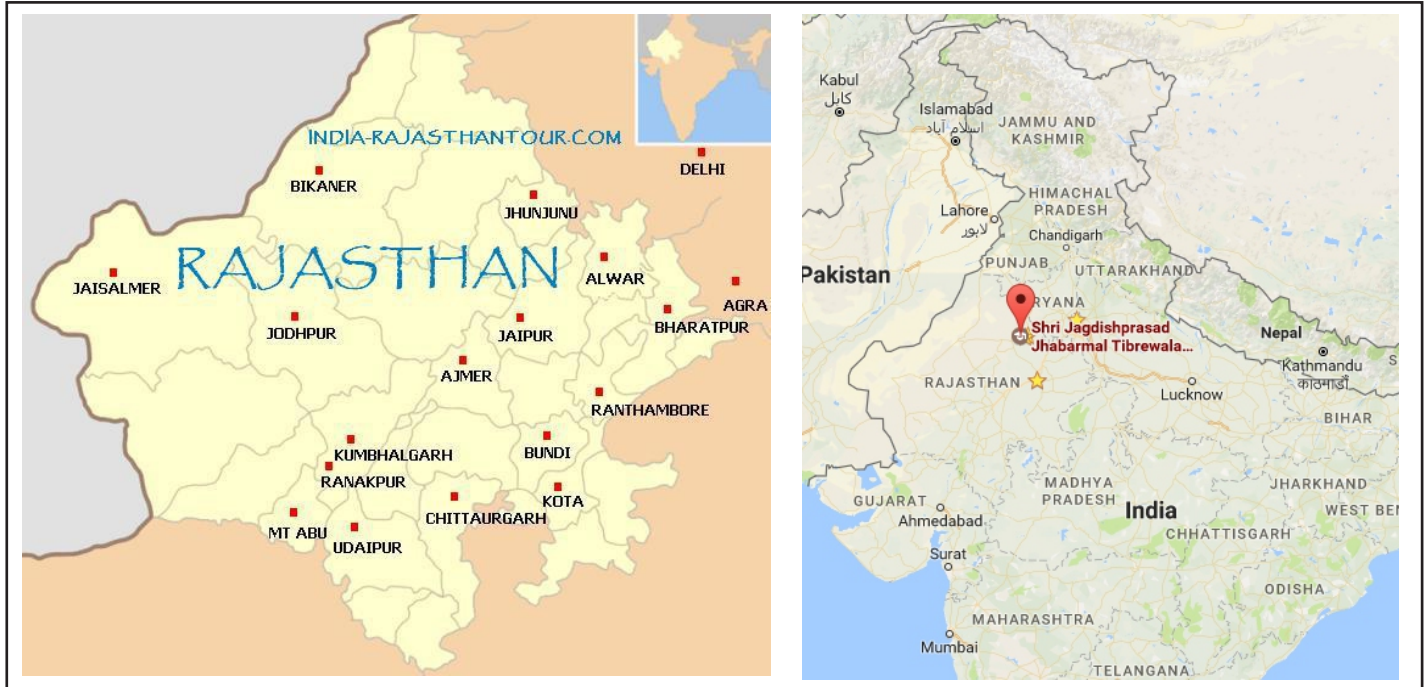 INDIA-RAJASTHANTOUR.COM
DELHI
BIKANER
JHUNJUNU
RAJASTHAN
ALWAR
JAISALMER
AGRA
JODHPUR
JAIPUR
BHARATPUR
AJMER
RANTHAMBORE
KUMBHALGARH
BUNDI
RANAKPUR
KOTA
CHITTAURGARH
MT ABU
UDAIPUR
Kabul
کابل
Islamabad
اسلام آباد
JAMMU AND
KASHMIR
HIMACHAL
PRADESH
Lahore
لاہور
Chandigarh
PUNJAB
UTTARAKHAND
Pakistan
RYANA
Shri Jagdishprasad
Jhabarmal Tibrewala...
Nepal
Kathmandu
काठमाडौं
RAJASTHAN
Lucknow
BIHAR
MADHYA
PRADESH
JHARKHAND
GUJARAT
India
WEST BEN
Ahmedabad
CHHATTISGARH
Surat
ODISHA
MAHARASHTRA
Mumbai
TELANGANA